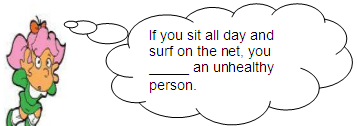 If you sit all day and
surf on the net, you
_____ an unhealthy
person.